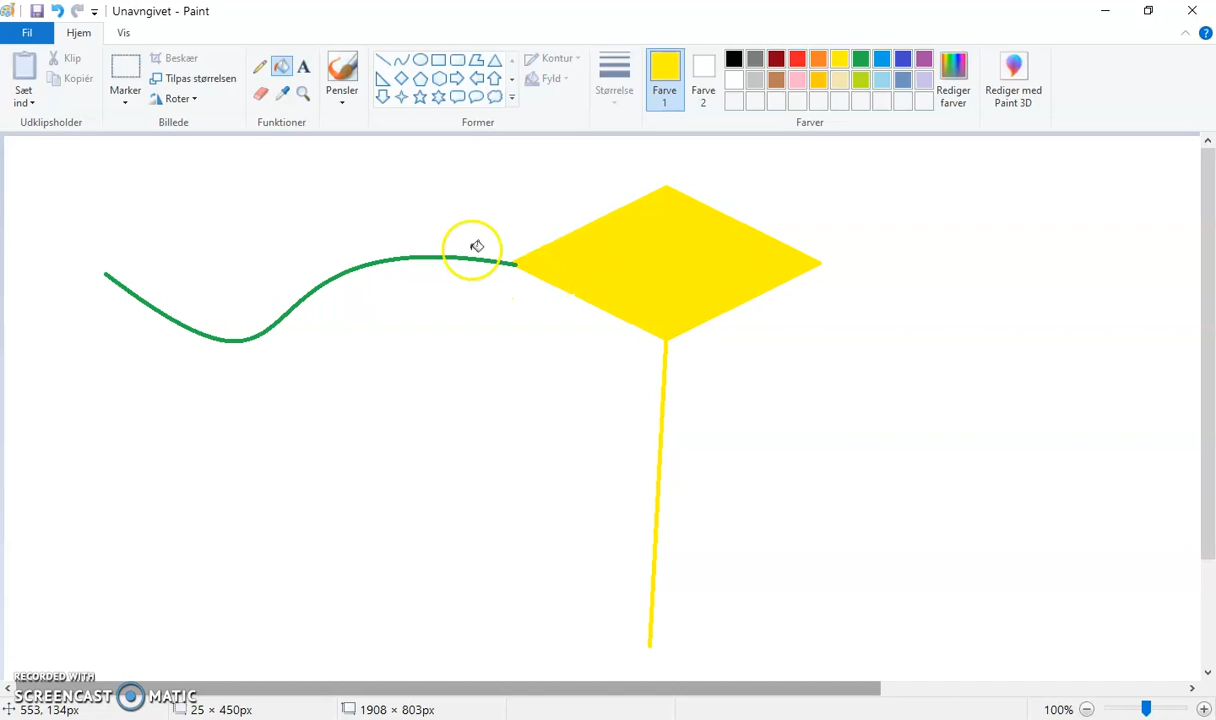 Unavngivet - Paint
Fil Hjem Vis
Sæt ind
Klip
Kopiér
Udklipsholder
Marker
Beskær
Tilpas størrelsen
Roter
Billede
A
Funktioner
Pensler
Kontur
Fyld
Former
Størrelse
Farve 1
Farve 2
Rediger farver
Rediger med Paint 3D
Farver
RECORDED WITH
SCREENCAST MATIC
553, 134px
25 × 450px
1908 × 803px
100%